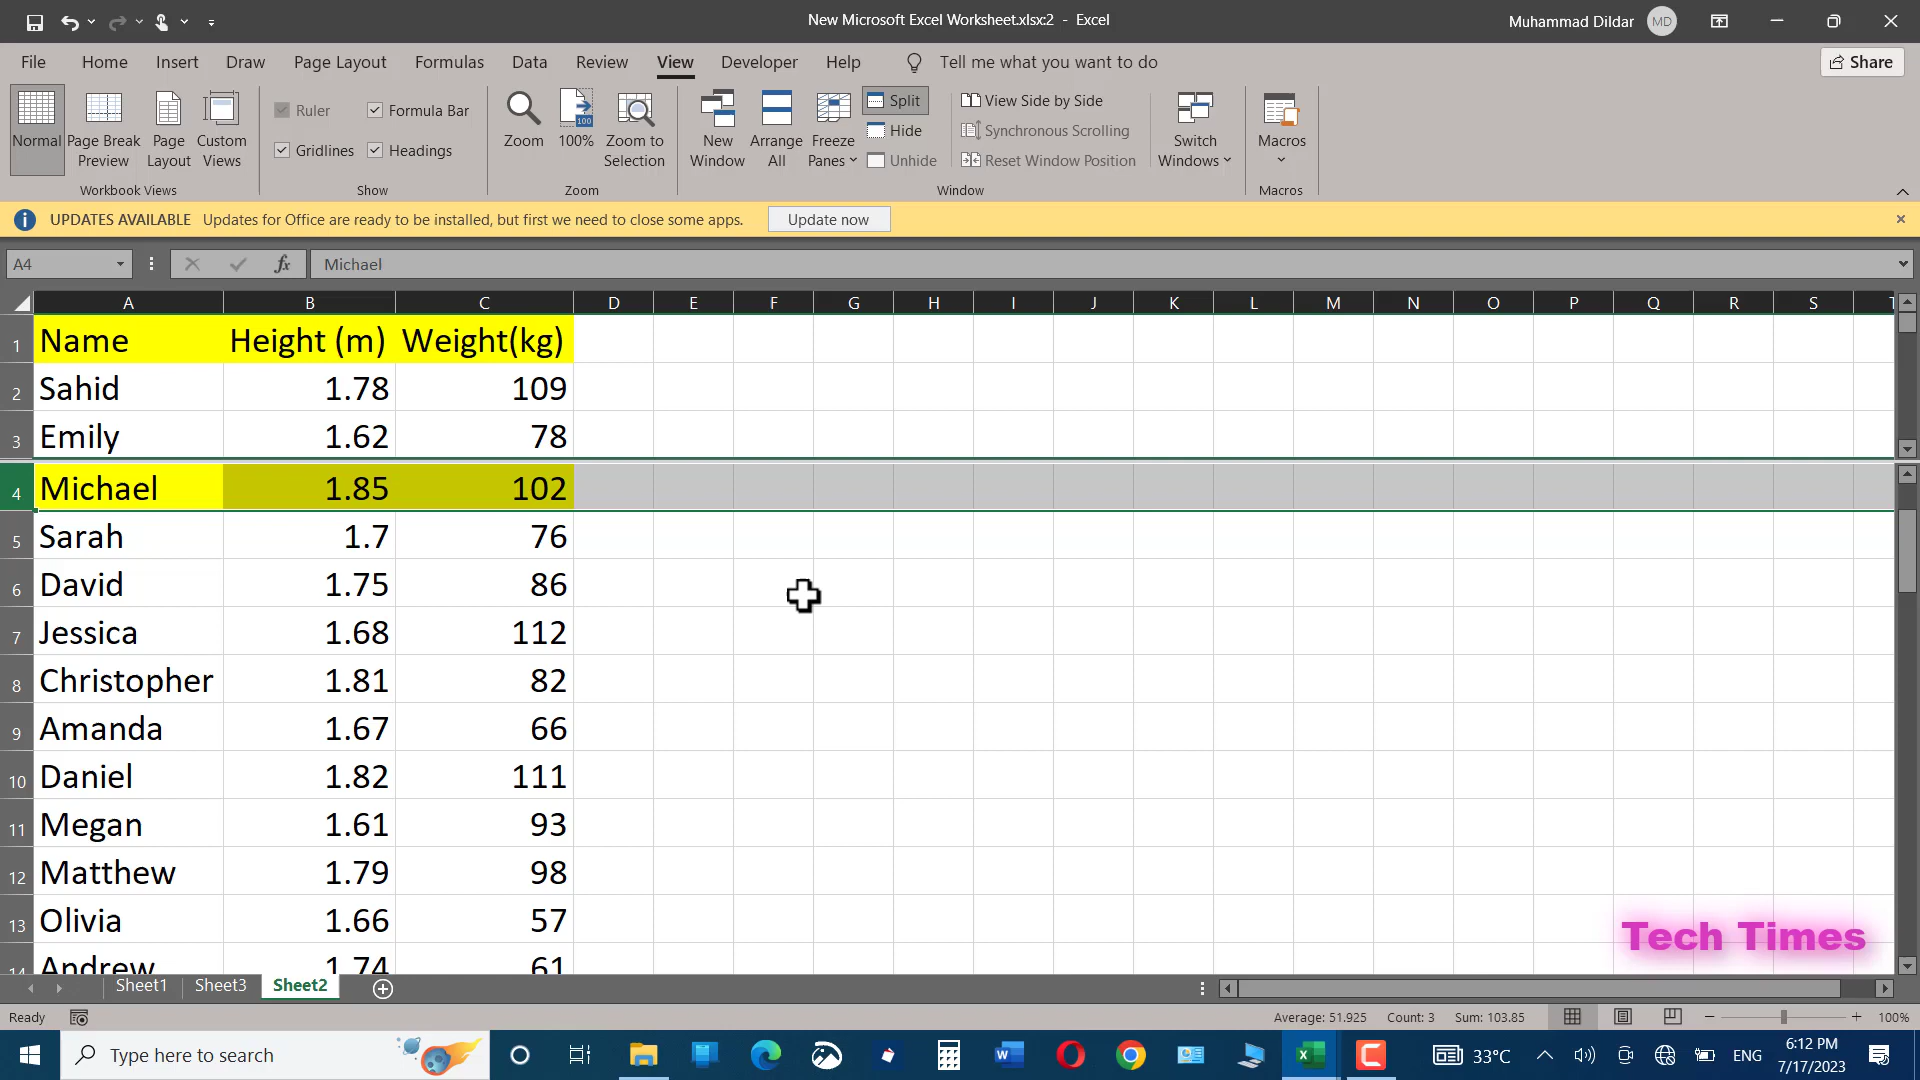 New Microsoft Excel Worksheet.xlsx:2 - Excel
Muhammad Dildar MD
File Home Insert Draw Page Layout Formulas Data Review View Developer Help Tell me what you want to do Share
Normal
Page Break
Preview
Page
Layout
Custom
Views
Workbook Views
Ruler
Formula Bar
Gridlines
Headings
Show
Zoom
100
100%
Zoom to
Selection
Zoom
New
Window
Arrange
All
Freeze
Panes
Split
Hide
Unhide
View Side by Side
Synchronous Scrolling
Reset Window Position
Switch
Windows
Window
Macros
Macros
UPDATES AVAILABLE Updates for Office are ready to be installed, but first we need to close some apps. Update now
A4 fx Michael
A B C D E F G H I J K L M N O P Q R S
1 Name Height (m) Weight(kg)
2 Sahid 1.78 109
3 Emily 1.62 78
4 Michael 1.85 102
5 Sarah 1.7 76
6 David 1.75 86
7 Jessica 1.68 112
8 Christopher 1.81 82
9 Amanda 1.67 66
10 Daniel 1.82 111
11 Megan 1.61 93
12 Matthew 1.79 98
13 Olivia 1.66 57
14 Andrew 1.74 61
Tech Times
Sheet1 Sheet3 Sheet2
Ready Average: 51.925 Count: 3 Sum: 103.85 100%
Type here to search
33°C
ENG
6:12 PM
7/17/2023